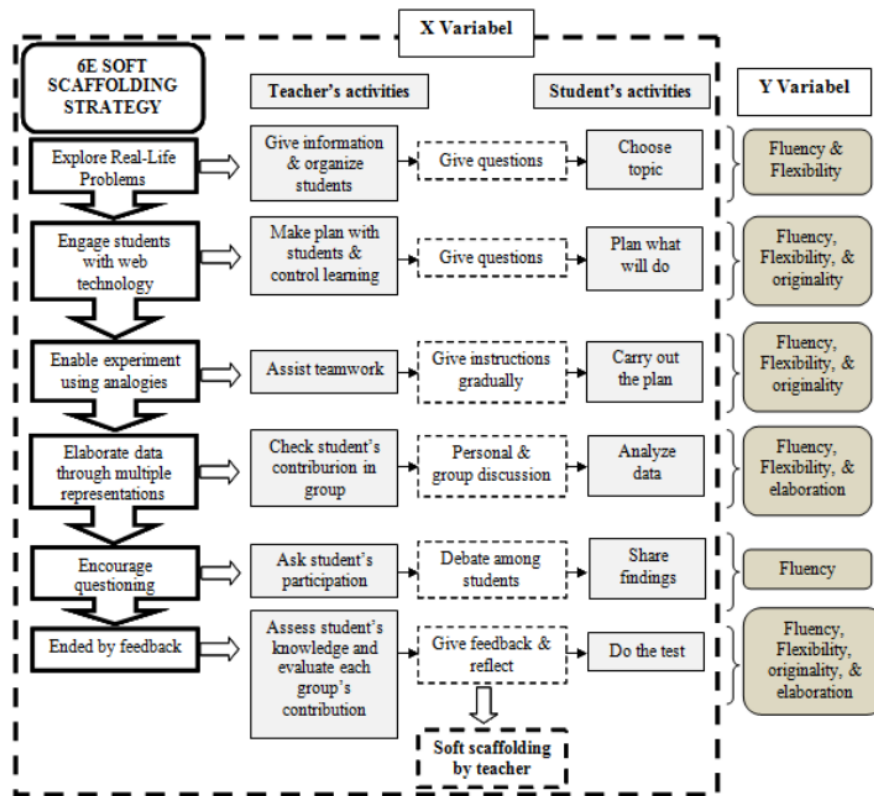 X Variabel
6E SOFT
SCAFFOLDING
STRATEGY
Teacher's activities
Student's activities
Y Variabel
Explore Real-Life
Problems
Give information
& organize
students
Give questions
Choose
topic
Fluency &
Flexibility
Engage students
with web
technology
Make plan with
students &
control learning
Give questions
Plan what
will do
Fluency,
Flexibility, &
originality
Enable experiment
using analogies
Assist teamwork
Give instructions
gradually
Carry out
the plan
Fluency,
Flexibility, &
originality
Elaborate data
through multiple
representations
Check student's
contriburion in
group
Personal &
group discussion
Analyze
data
Fluency,
Flexibility, &
elaboration
Encourage
questioning
Ask student's
participation
Debate among
students
Share
findings
Fluency
Ended by feedback
Assess student's
knowledge and
evaluate each
group's
contribution
Give feedback &
reflect
Do the test
Fluency,
Flexibility,
originality, &
elaboration
Soft scaffolding
by teacher